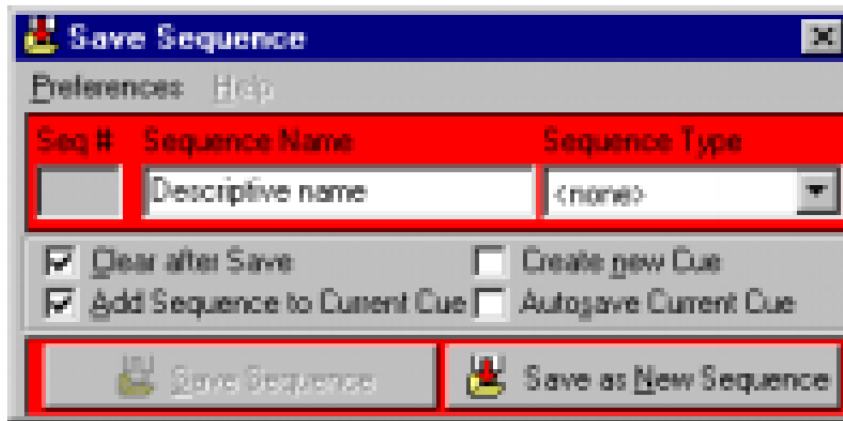 Save Sequence
Preferences Help
Seq # Sequence Name Sequence Type
Descriptive name <none>
Clear after Save Create new Cue
Add Sequence to Current Cue Autosave Current Cue
Save Sequence Save as New Sequence